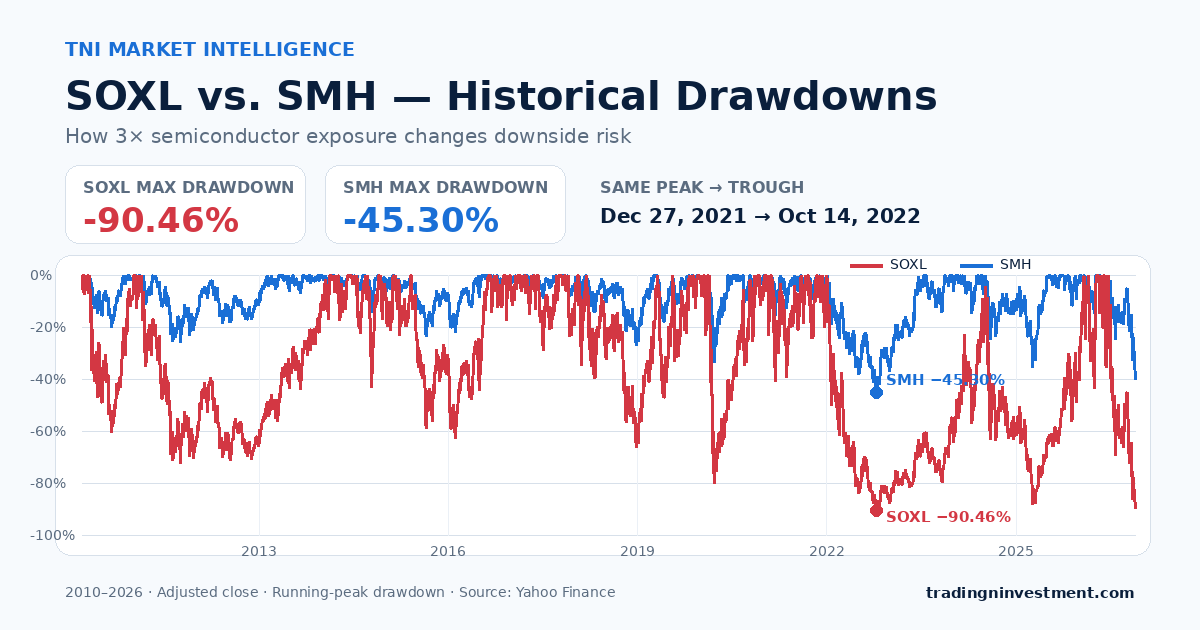 TNI MARKET INTELLIGENCE
SOXL vs. SMH — Historical Drawdowns
How 3× semiconductor exposure changes downside risk
SOXL MAX DRAWDOWN
-90.46%
SMH MAX DRAWDOWN
-45.30%
SAME PEAK → TROUGH
Dec 27, 2021 → Oct 14, 2022
SOXL
SMH
0%
-20%
-40%
-60%
-80%
-100%
SMH −45.30%
SOXL −90.46%
2013
2016
2019
2022
2025
2010–2026 · Adjusted close · Running-peak drawdown · Source: Yahoo Finance
tradingninvestment.com